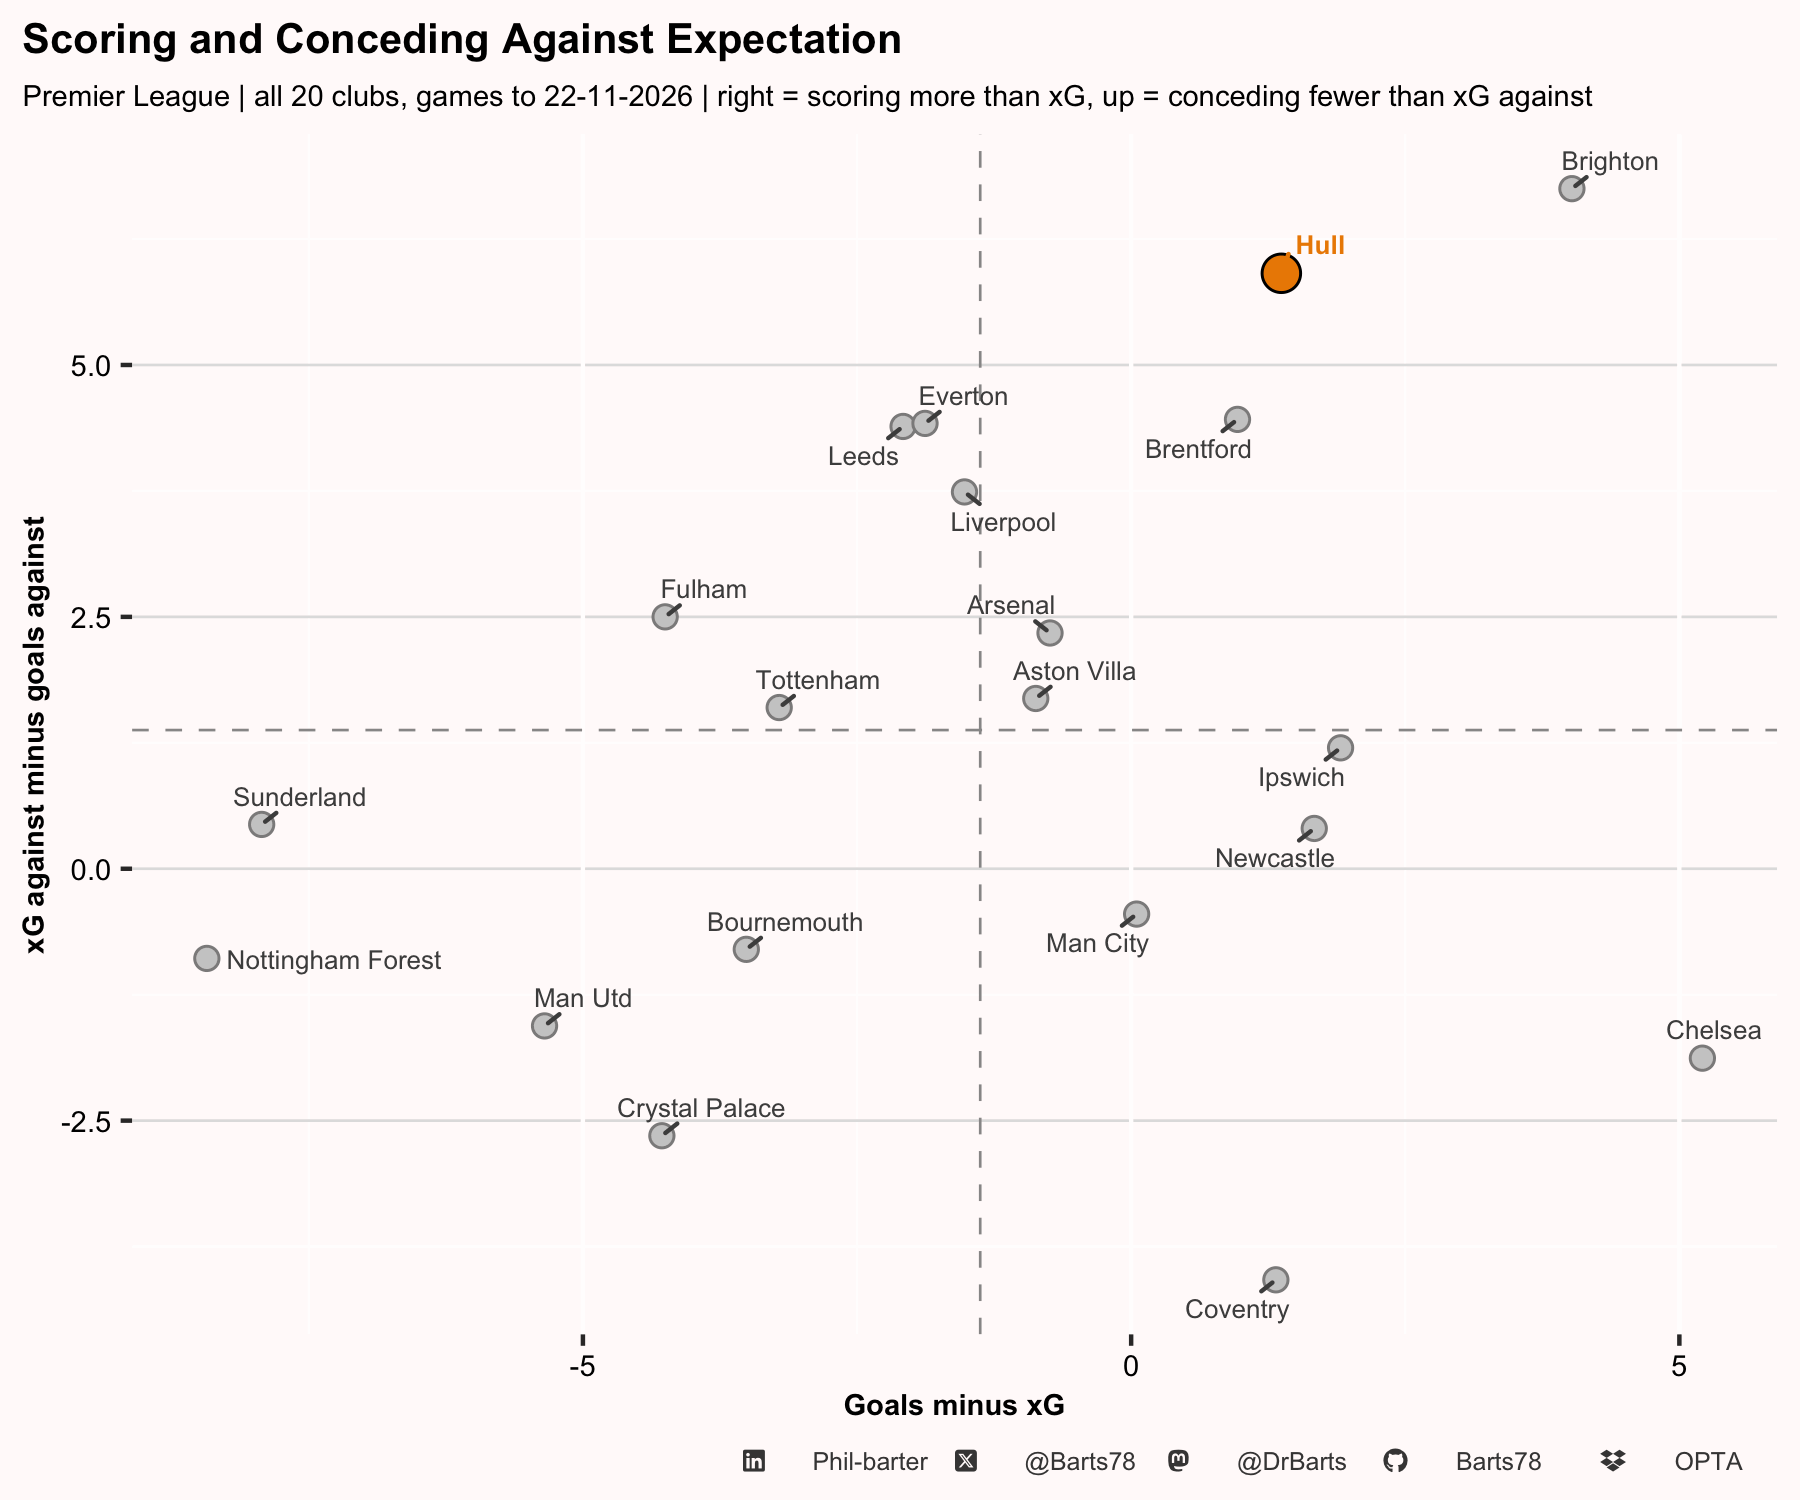 Scoring and Conceding Against Expectation
Premier League | all 20 clubs, games to 22-11-2026 | right = scoring more than xG, up = conceding fewer than xG against
Brighton
Hull
5.0
Everton
Leeds
Brentford
Liverpool
Fulham
Arsenal
2.5
Aston Villa
Tottenham
Ipswich
Sunderland
Newcastle
0.0
Bournemouth
Man City
Nottingham Forest
Man Utd
Chelsea
Crystal Palace
-2.5
Coventry
xG against minus goals against
-5 0 5
Goals minus xG
Phil-barter @Barts78 @DrBarts Barts78 OPTA